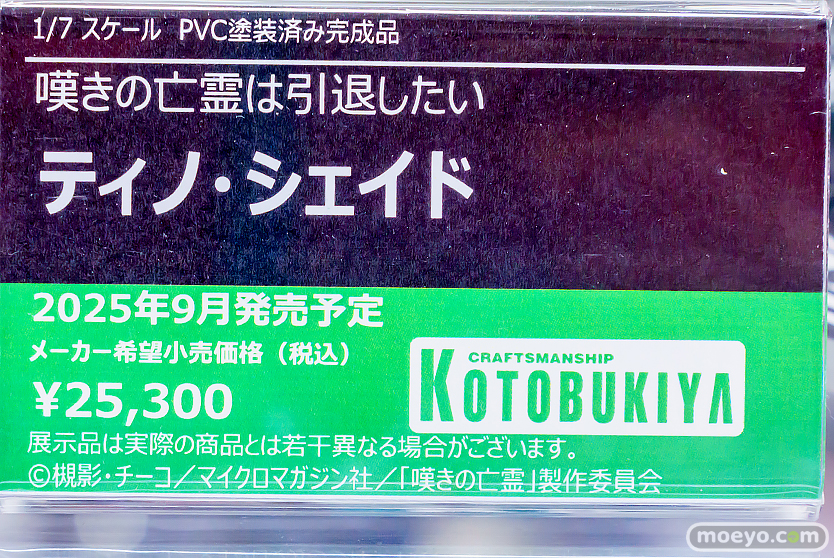 1/7 スケール PVC塗装済み完成品
嘆きの亡霊は引退したい
ティノ・シェイド
2025年9月発売予定
メーカー希望小売価格（税込）
¥25,300
CRAFTSMANSHIP
KOTOBUKIYA
展示品は実際の商品とは若干異なる場合がございます。
©槻影・チーコ／マイクロマガジン社／「嘆きの亡霊」製作委員会
moeyo.com